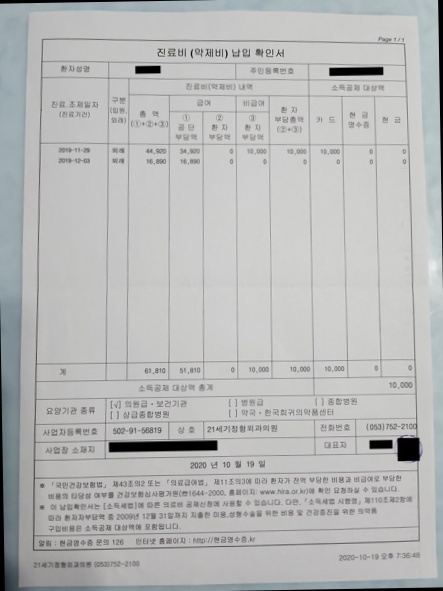 Page 1 / 1
진료비 (약제비) 납입 확인서
환자성명 주민등록번호
진료.조제일자 (진료기간) 구분 (입원, 외래) 진료비(약제비) 내역 소득공제 대상액
총 액 (①+②+③) 급여 비급여 환 자 부담총액 (②+③) 카 드 현 금 영수증 현 금
① 공 단 부담액 ② 환 자 부담액 ③ 환 자 부담액
2019-11-29 외래 44,920 34,920 0 10,000 10,000 10,000 0 0
2019-12-03 외래 16,890 16,890 0 0 0 0 0 0
계 61,810 51,810 0 10,000 10,000 10,000 0 0
소득공제 대상액 총계 10,000
요양기관 종류 [√] 의원급·보건기관 [ ] 병원급 [ ] 종합병원
[ ] 상급종합병원 [ ] 약국·한국희귀의약품센터
사업자등록번호 502-91-56819 상 호 21세기정형외과의원 전화번호 (053)752-2100
사업장 소재지 대표자
2020 년 10 월 19 일
* 「국민건강보험법」 제43조의2 또는 「의료급여법」 제11조의3에 따라 환자가 전액 부담한 비용과 비급여로 부담한
비용의 타당성 여부를 건강보험심사평가원(☎1644-2000, 홈페이지: www.hira.or.kr)에 확인 요청하실 수 있습니다.
* 이 납입확인서는 [소득세법]에 따른 의료비 공제신청에 사용할 수 있습니다. 다만, 「소득세법 시행령」 제110조제2항에
따라 환자자부담액 중 2009년 12월 31일까지 지출한 미용,성형수술을 위한 비용 및 건강증진을 위한 의약품
구입비용은 소득공제 대상액에 포함됩니다.
알림 : 현금영수증 문의 126 인터넷 홈페이지 : http://현금영수증.kr
21세기정형외과의원 (053)752-2100 2020-10-19 오후 7:36:48